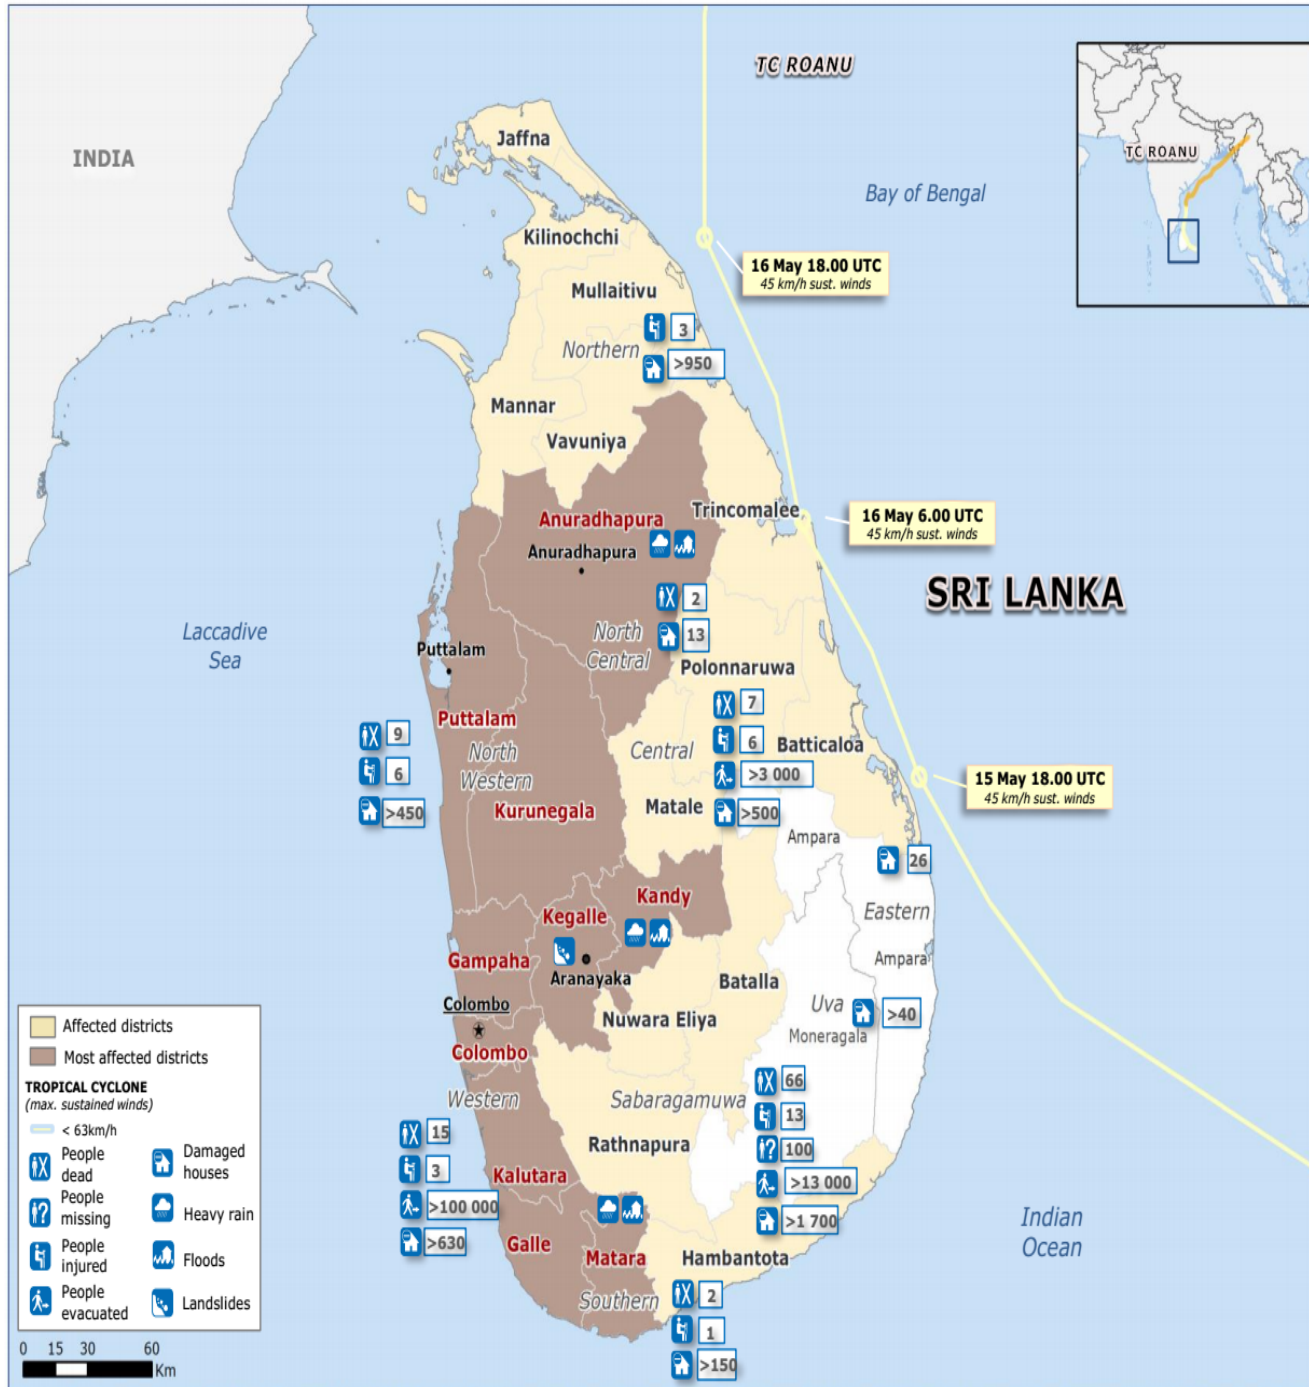 TC ROANU
INDIA
Jaffna
TC ROANU
Bay of Bengal
Kilinochchi
16 May 18.00 UTC
45 km/h sust. winds
Mullaitivu
3
Northern
>950
Mannar
Vavuniya
Trincomalee
16 May 6.00 UTC
45 km/h sust. winds
Anuradhapura
Anuradhapura
SRI LANKA
2
Laccadive
Sea
North
Central
13
Puttalam
Polonnaruwa
7
Puttalam
9
North
Western
6
Central
6
Batticaloa
>3 000
15 May 18.00 UTC
45 km/h sust. winds
>450
Kurunegala
Matale
>500
Ampara
26
Kandy
Kegalle
Eastern
Gampaha
Aranayaka
Ampara
Batalla
Colombo
Uva
>40
Nuwara Eliya
Moneragala
Colombo
66
Western
Sabaragamuwa
13
15
Rathnapura
100
3
Kalutara
>13 000
>100 000
>1 700
Indian
Ocean
>630
Galle
Matara
Hambantota
Southern
2
1
>150
Affected districts
Most affected districts
TROPICAL CYCLONE
(max. sustained winds)
< 63km/h
People
dead
Damaged
houses
People
missing
Heavy rain
People
injured
Floods
People
evacuated
Landslides
0 15 30 60
Km